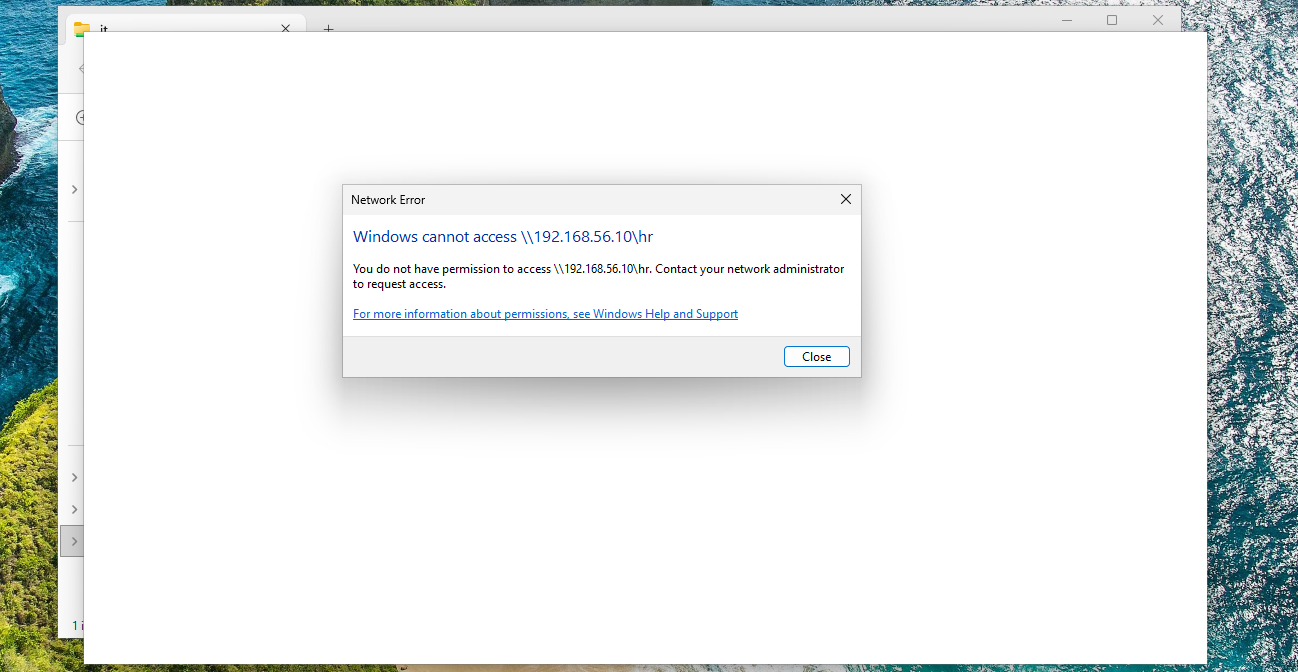 it
Network Error
Windows cannot access \\192.168.56.10\hr
You do not have permission to access \\192.168.56.10\hr. Contact your network administrator
to request access.
For more information about permissions, see Windows Help and Support
Close
1 i